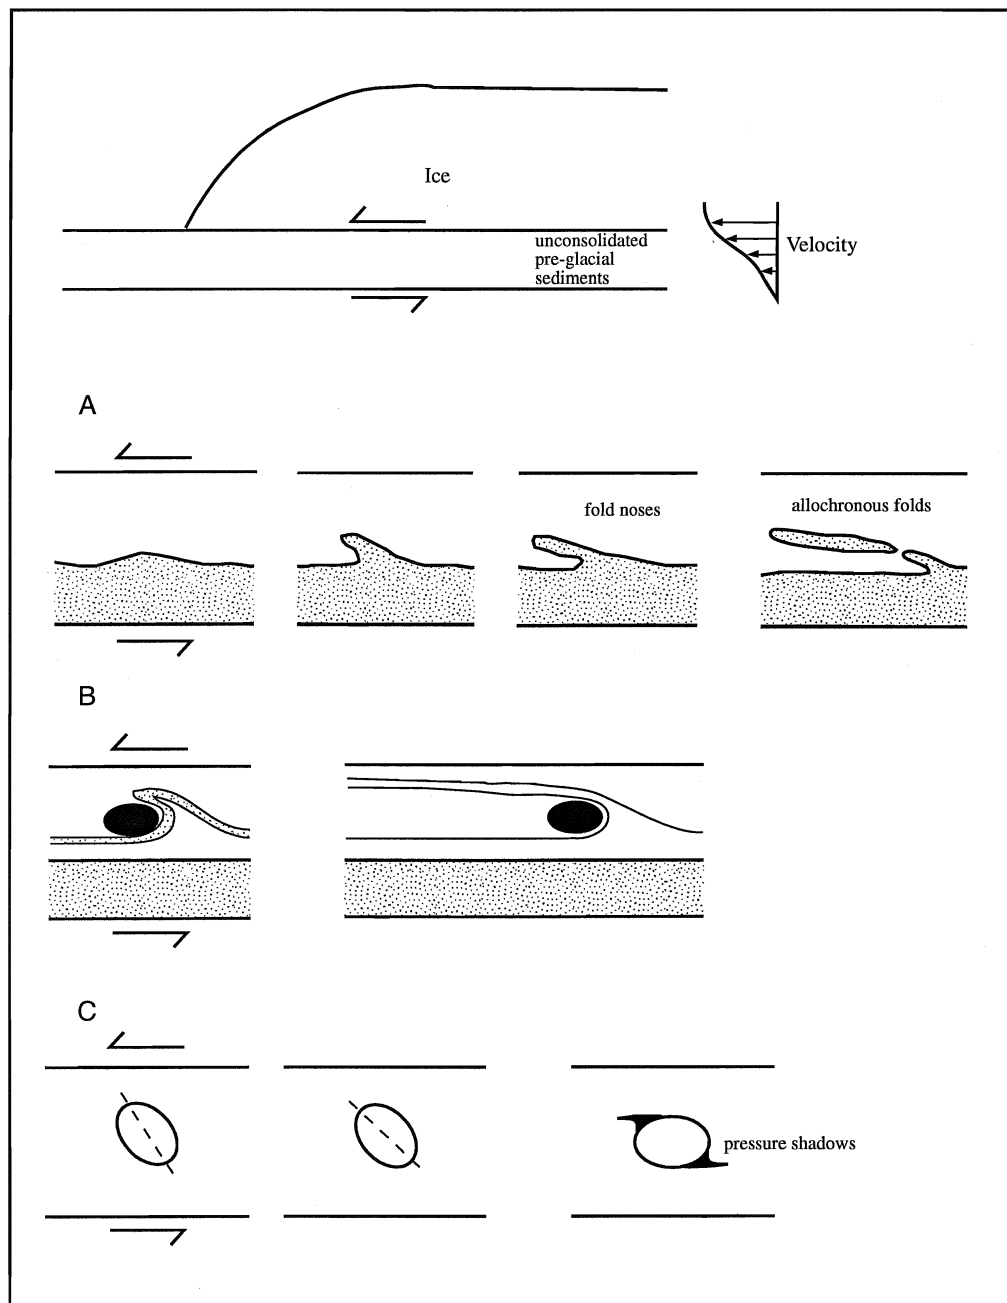 Ice
unconsolidated
pre-glacial
sediments
Velocity
A
fold noses
allochronous folds
B
C
pressure shadows